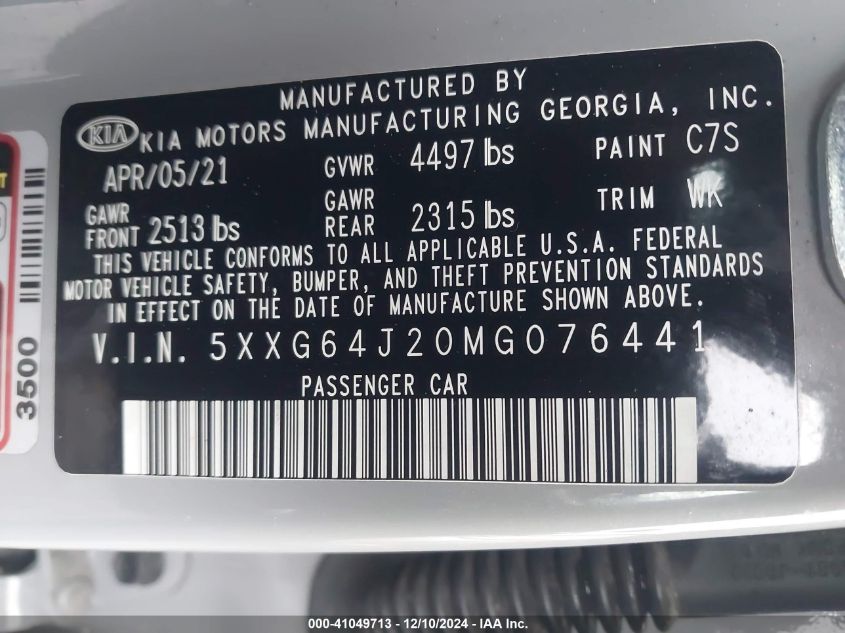 MANUFACTURED BY
KIA KIA MOTORS MANUFACTURING GEORGIA, INC.
APR/05/21 GVWR 4497 lbs PAINT C7S
GAWR FRONT 2513 lbs GAWR REAR 2315 lbs TRIM WK
THIS VEHICLE CONFORMS TO ALL APPLICABLE U.S.A. FEDERAL
MOTOR VEHICLE SAFETY, BUMPER, AND THEFT PREVENTION STANDARDS
IN EFFECT ON THE DATE OF MANUFACTURE SHOWN ABOVE.
V.I.N. 5XXG64J20MG076441
PASSENGER CAR
3500
000-41049713 - 12/10/2024 - IAA Inc.